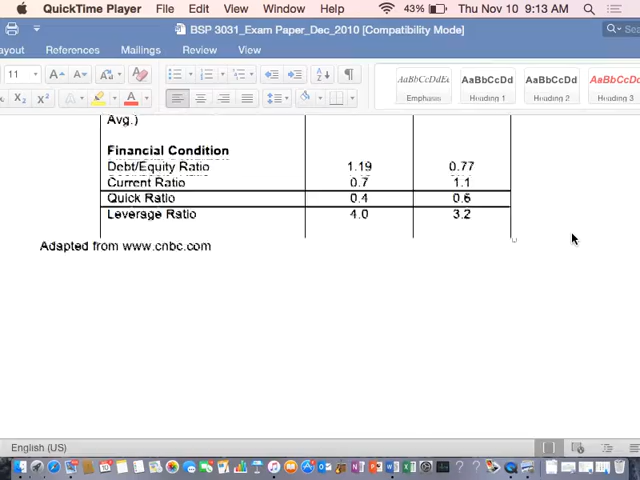 QuickTime Player File Edit View Window Help 43% Thu Nov 10 9:13 AM
BSP 3031_Exam Paper_Dec_2010 [Compatibility Mode]
ayout References Mailings Review View
11 AaBbCcDdEe AaBbCcDd AaBbCcDd AaBbCcDd
Emphasis Heading 1 Heading 2 Heading 3
Avg.)
Financial Condition
Debt/Equity Ratio 1.19 0.77
Current Ratio 0.7 1.1
Quick Ratio 0.4 0.6
Leverage Ratio 4.0 3.2
Adapted from www.cnbc.com
English (US)